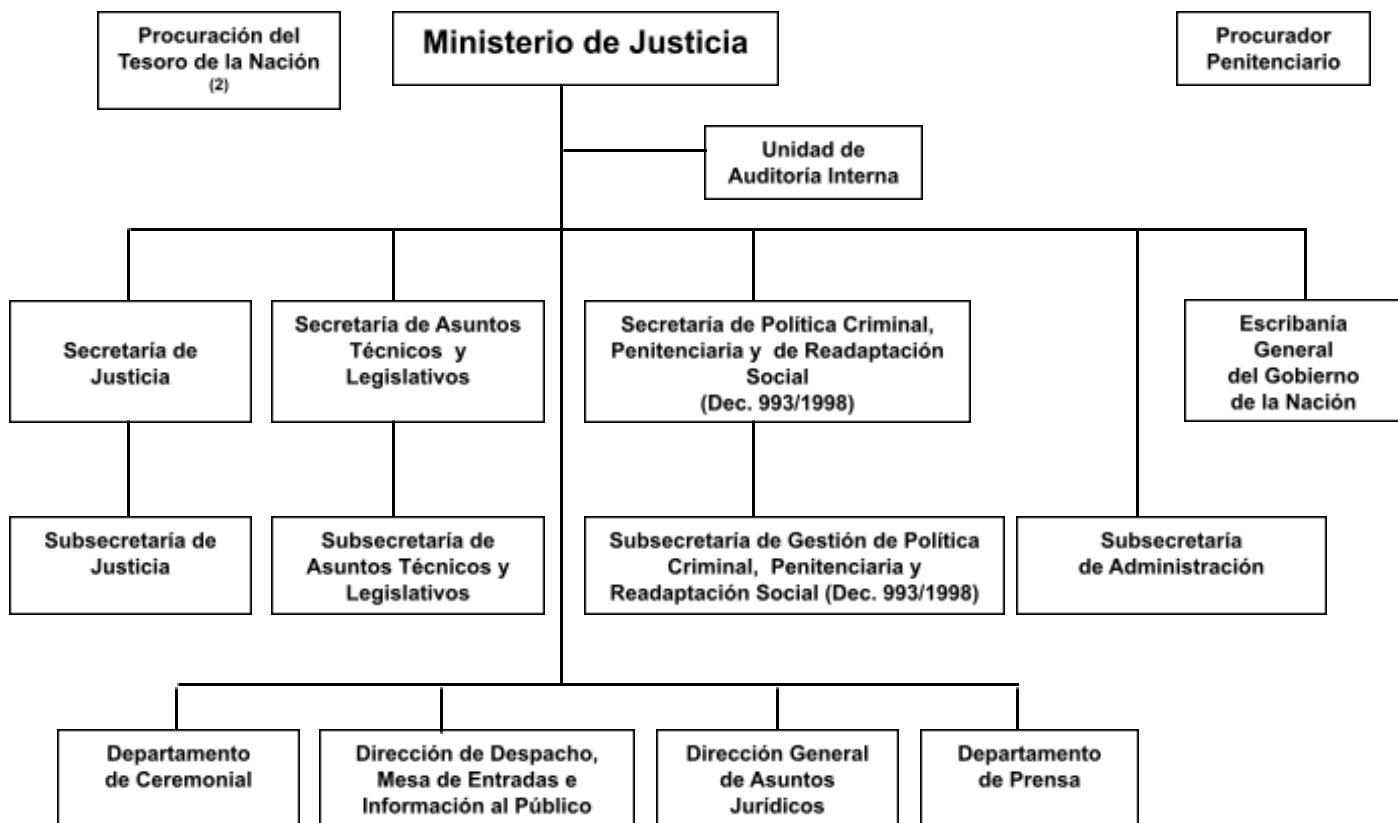 Procuración del
Tesoro de la Nación
(2)
Ministerio de Justicia
Procurador
Penitenciario
Unidad de
Auditoría Interna
Secretaría de
Justicia
Secretaría de Asuntos
Técnicos y
Legislativos
Secretaría de Política Criminal,
Penitenciaria y de Readaptación
Social
(Dec. 993/1998)
Escribanía
General
del Gobierno
de la Nación
Subsecretaría de
Justicia
Subsecretaría de
Asuntos Técnicos y
Legislativos
Subsecretaría de Gestión de Política
Criminal, Penitenciaria y
Readaptación Social (Dec. 993/1998)
Subsecretaría
de Administración
Departamento
de Ceremonial
Dirección de Despacho,
Mesa de Entradas e
Información al Público
Dirección General
de Asuntos
Jurídicos
Departamento
de Prensa